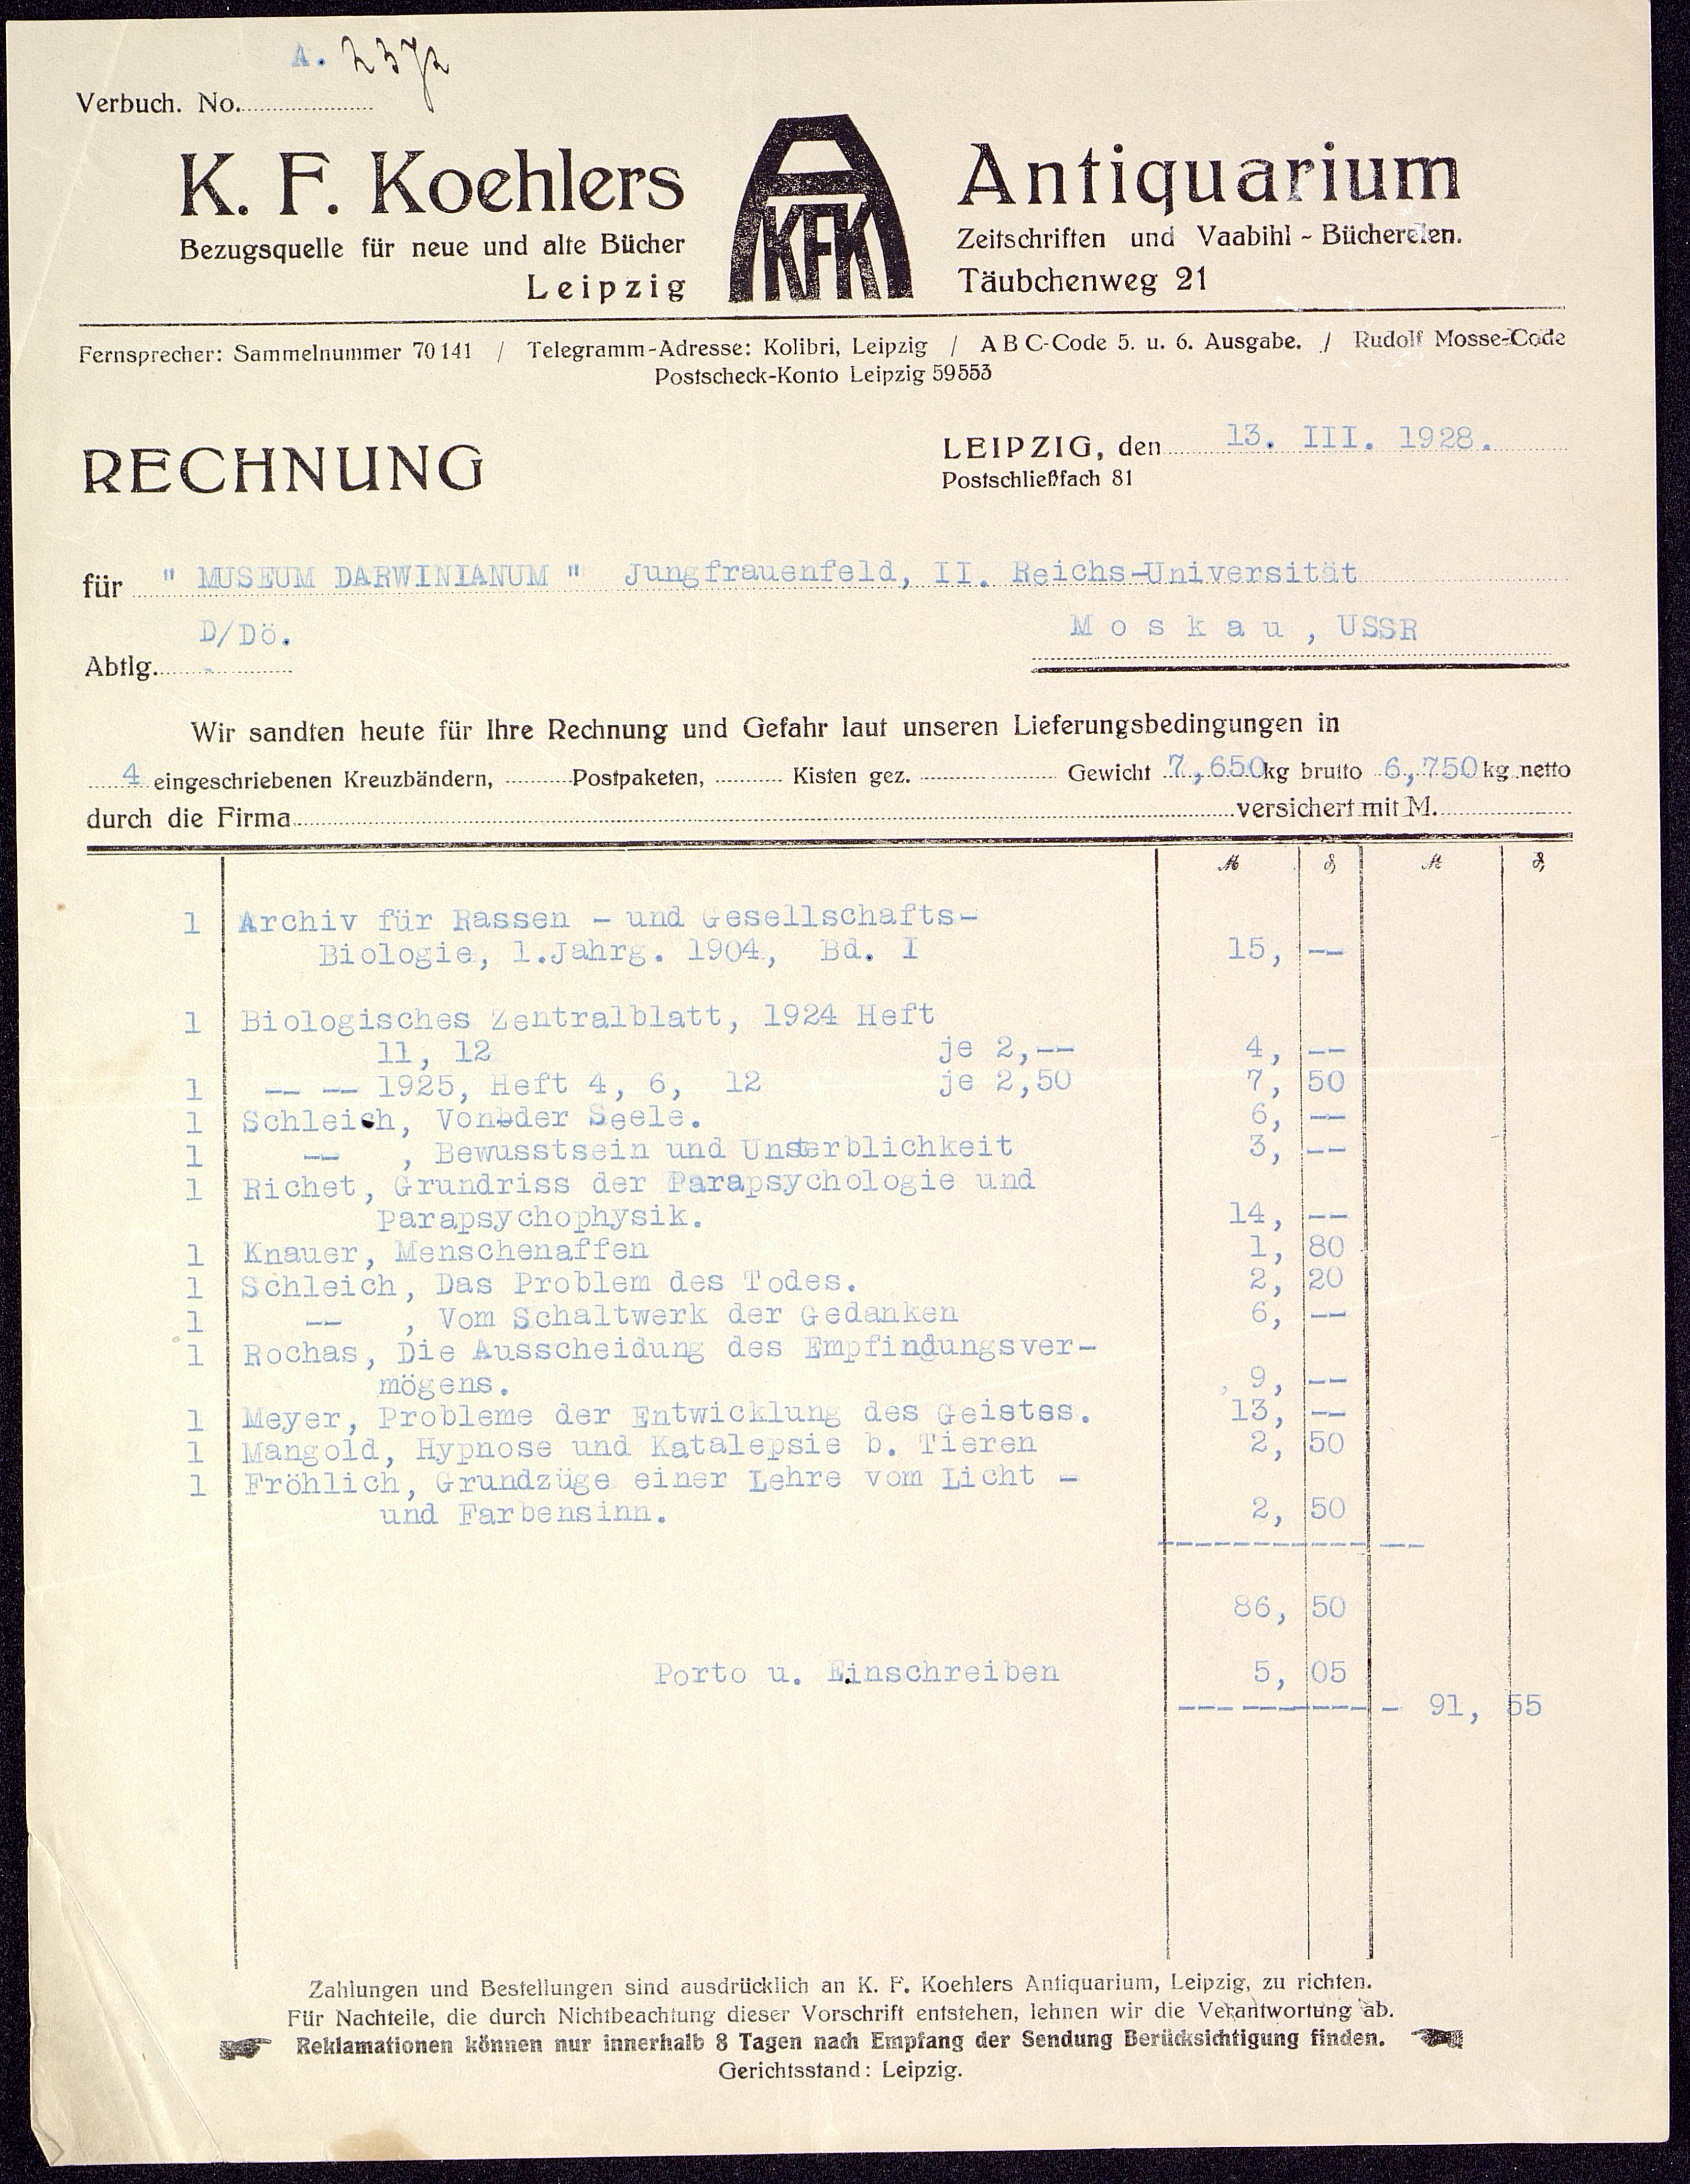 A. 2372
Verbuch. No.
K. F. Koehlers
Bezugsquelle für neue und alte Bücher
Leipzig
KFK
Antiquarium
Zeitschriften und Vaabihl - Büchereien.
Täubchenweg 21
Fernsprecher: Sammelnummer 70141 / Telegramm-Adresse: Kolibri, Leipzig / A B C-Code 5. u. 6. Ausgabe. / Rudolf Mosse-Code
Postscheck-Konto Leipzig 59553
RECHNUNG
LEIPZIG, den 13. III. 1928.
Postschließfach 81
für " MUSEUM DARWINIANUM " Jungfrauenfeld, II. Reichs-Universität
D/Dö. Moskau, USSR
Abtlg.
Wir sandten heute für Ihre Rechnung und Gefahr laut unseren Lieferungsbedingungen in
4 eingeschriebenen Kreuzbändern, Postpaketen, Kisten gez. Gewicht 7,650 kg brutto 6,750 kg netto
durch die Firma versichert mit M.
ℳ ₰ ℳ ₰
1 Archiv für Rassen - und Gesellschafts-
Biologie, 1.Jahrg. 1904, Bd. I 15, --
1 Biologisches Zentralblatt, 1924 Heft
11, 12 je 2,-- 4, --
1 -- -- 1925, Heft 4, 6, 12 je 2,50 7, 50
1 Schleich, Von der Seele. 6, --
1 -- , Bewusstsein und Unsterblichkeit 3, --
1 Richet, Grundriss der Parapsychologie und
Parapsychophysik. 14, --
1 Knauer, Menschenaffen 1, 80
1 Schleich, Das Problem des Todes. 2, 20
1 -- , Vom Schaltwerk der Gedanken 6, --
1 Rochas, Die Ausscheidung des Empfindungsver-
mögens. 9, --
1 Meyer, Probleme der Entwicklung des Geistss. 13, --
1 Mangold, Hypnose und Katalepsie b. Tieren 2, 50
1 Fröhlich, Grundzüge einer Lehre vom Licht -
und Farbensinn. 2, 50
86, 50
Porto u. Einschreiben 5, 05
91, 55
Zahlungen und Bestellungen sind ausdrücklich an K. F. Koehlers Antiquarium, Leipzig, zu richten.
Für Nachteile, die durch Nichtbeachtung dieser Vorschrift entstehen, lehnen wir die Verantwortung ab.
Reklamationen können nur innerhalb 8 Tagen nach Empfang der Sendung Berücksichtigung finden.
Gerichtsstand: Leipzig.